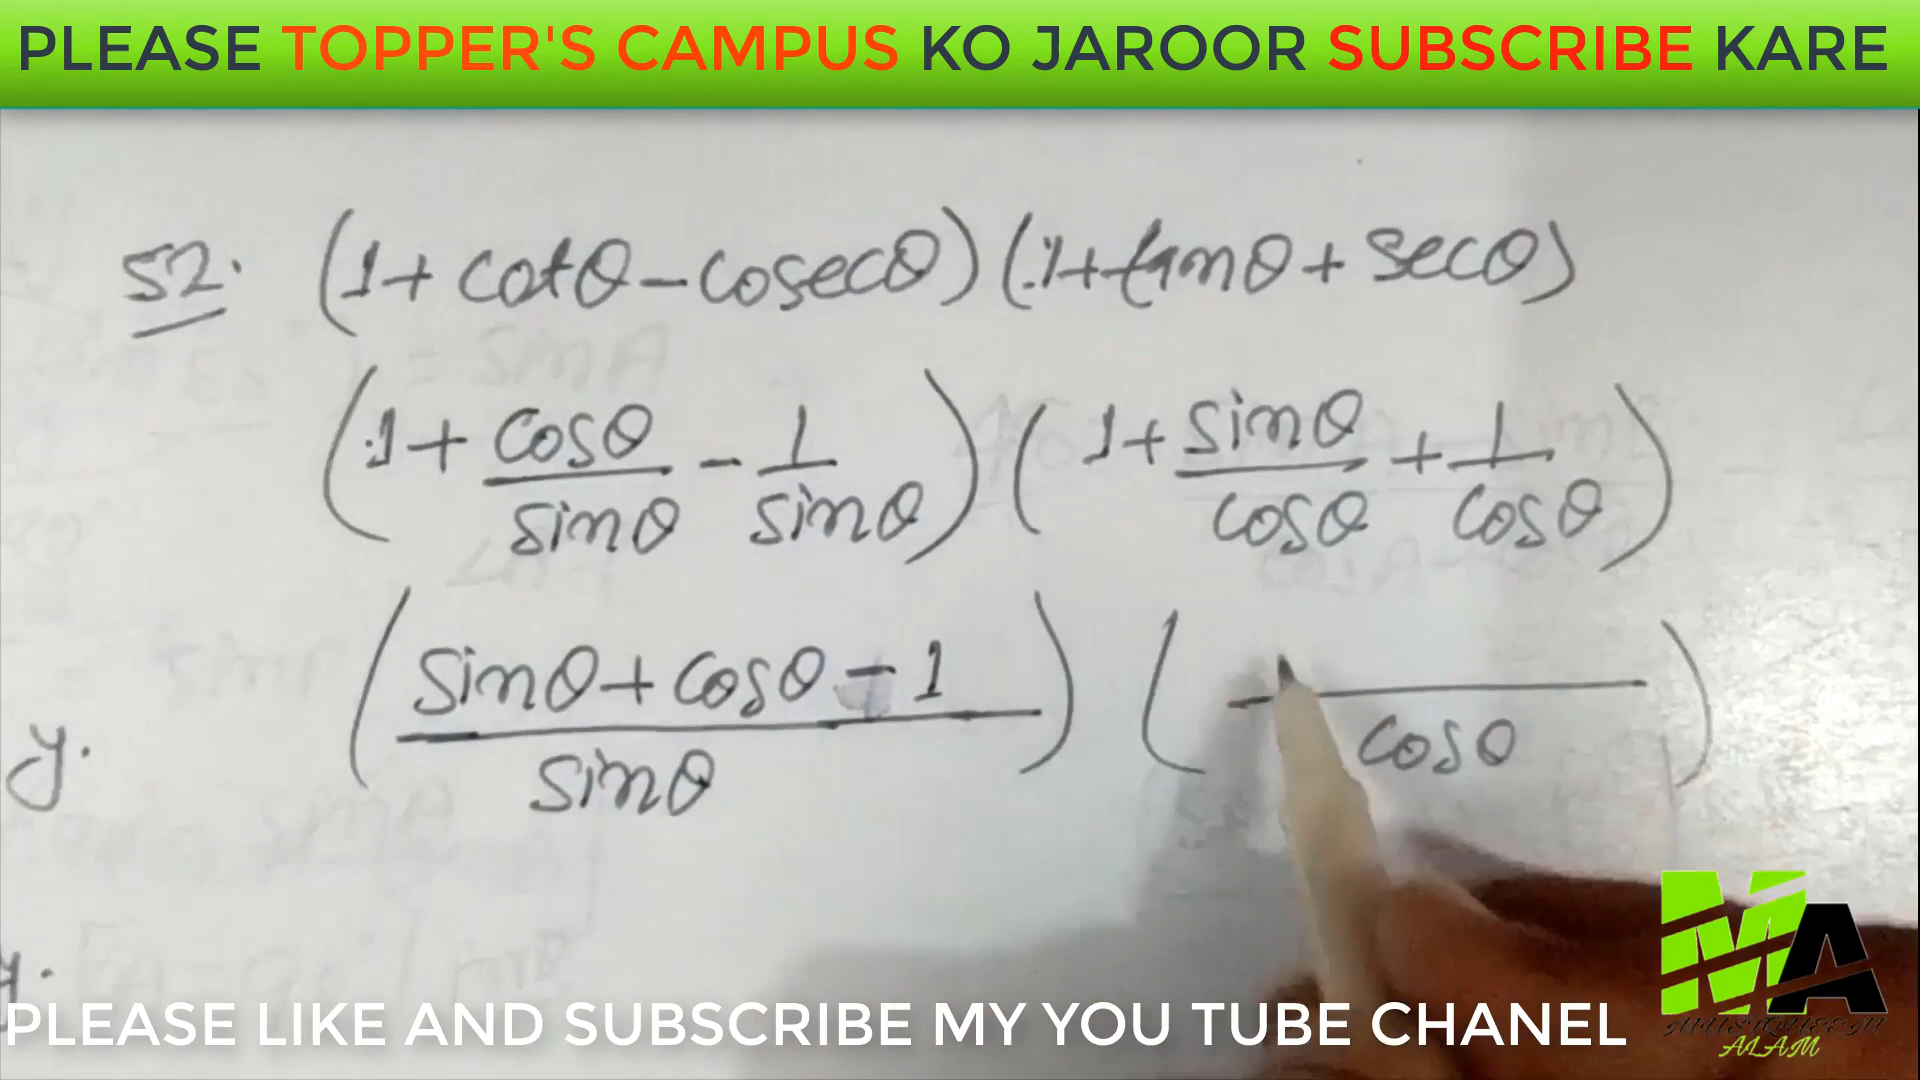 PLEASE TOPPER'S CAMPUS KO JAROOR SUBSCRIBE KARE
52. (1+cotθ-cosecθ)(1+tanθ+secθ)
(1+cosθ/sinθ-1/sinθ)(1+sinθ/cosθ+1/cosθ)
(sinθ+cosθ-1/sinθ)( /cosθ)
y.
y.
PLEASE LIKE AND SUBSCRIBE MY YOU TUBE CHANEL
MA
ALAM